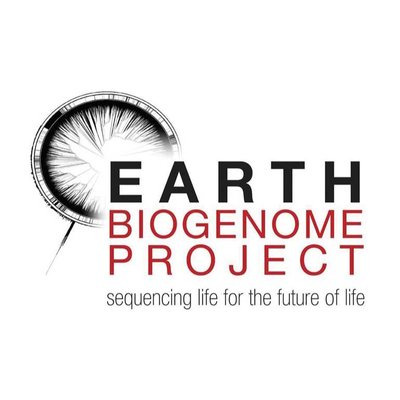 EARTH
BIOGENOME
PROJECT
sequencing life for the future of life